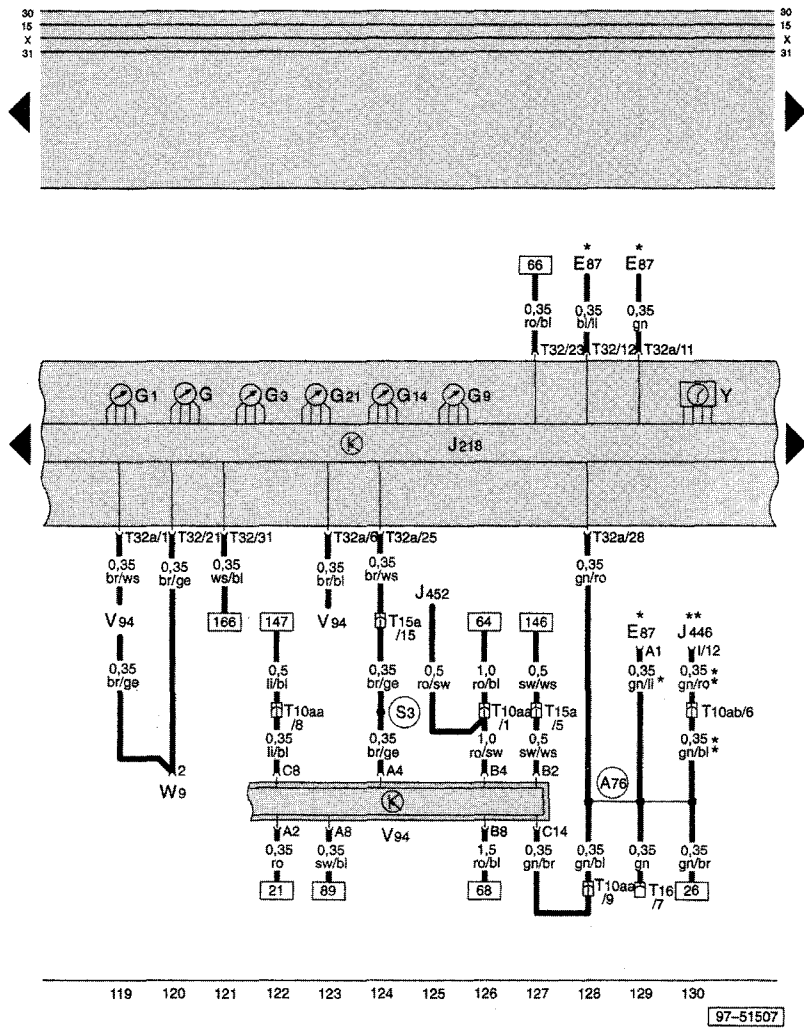 30 30
15 15
X X
31 31
* *
66 E87 E87
0,35 0,35 0,35
ro/bl bl/li gn
T32/23 T32/12 T32a/11
G1 G G3 G21 G14 G9 Y
K J218
T32a/1 T32/21 T32/31 T32a/6 T32a/25 T32a/28
0,35 0,35 0,35 0,35 0,35 0,35
br/ws br/ge ws/bl br/bl br/ws gn/ro
J452
V94 166 147 V94 T15a 64 146 * **
/15 E87 J446
A1 I/12
0,35 0,5 0,35 0,5 1,0 0,5 0,35 0,35 *
br/ge li/bl br/ge ro/sw ro/bl sw/ws gn/li * gn/ro *
T10aa S3 T10aa T15a T10ab/6
/8 /1 /5
0,35 0,35 1,0 0,5 0,35
li/bl br/ge ro/sw sw/ws gn/bl *
2 C8 A4 B4 B2
W9 K A76
A2 A8 V94 B8 C14
0,35 0,35 1,5 0,35 0,35 0,35 0,35
ro sw/bl ro/bl gn/br gn/bl gn gn/br
21 89 68 T10aa T16 26
/9 /7
119 120 121 122 123 124 125 126 127 128 129 130
97-51507